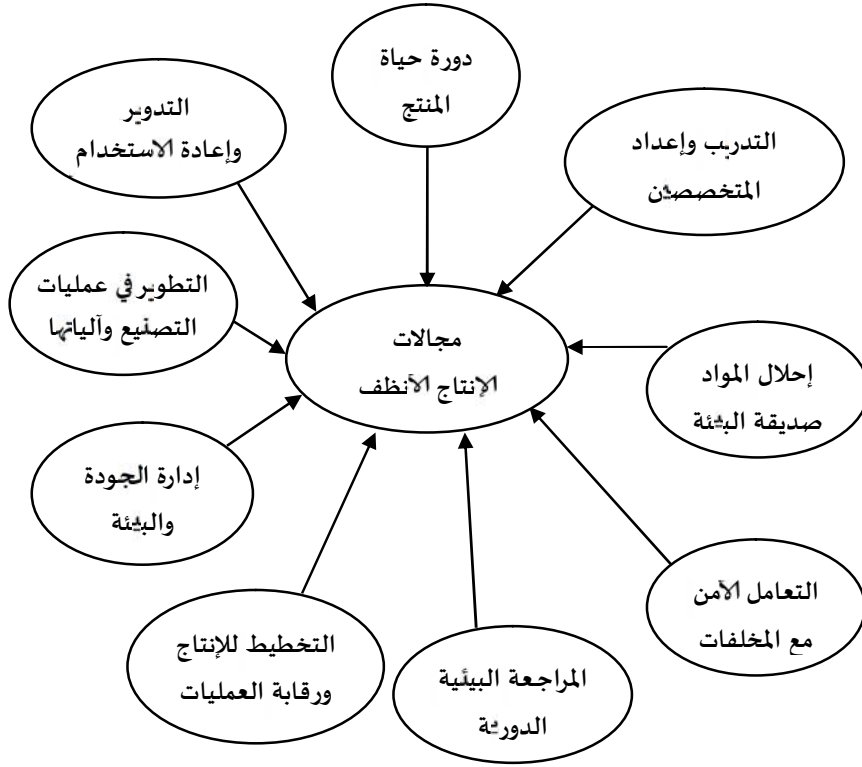 دورة حياة
المنتج
التدريب وإعداد
المتخصصين
إحلال المواد
صديقة البيئة
التعامل الآمن
مع المخلفات
المراجعة البيئية
الدورية
التخطيط للإنتاج
ورقابة العمليات
إدارة الجودة
والبيئة
التطوير في عمليات
التصنيع وآلياتها
التدوير
وإعادة الاستخدام
مجالات
الإنتاج الأنظف